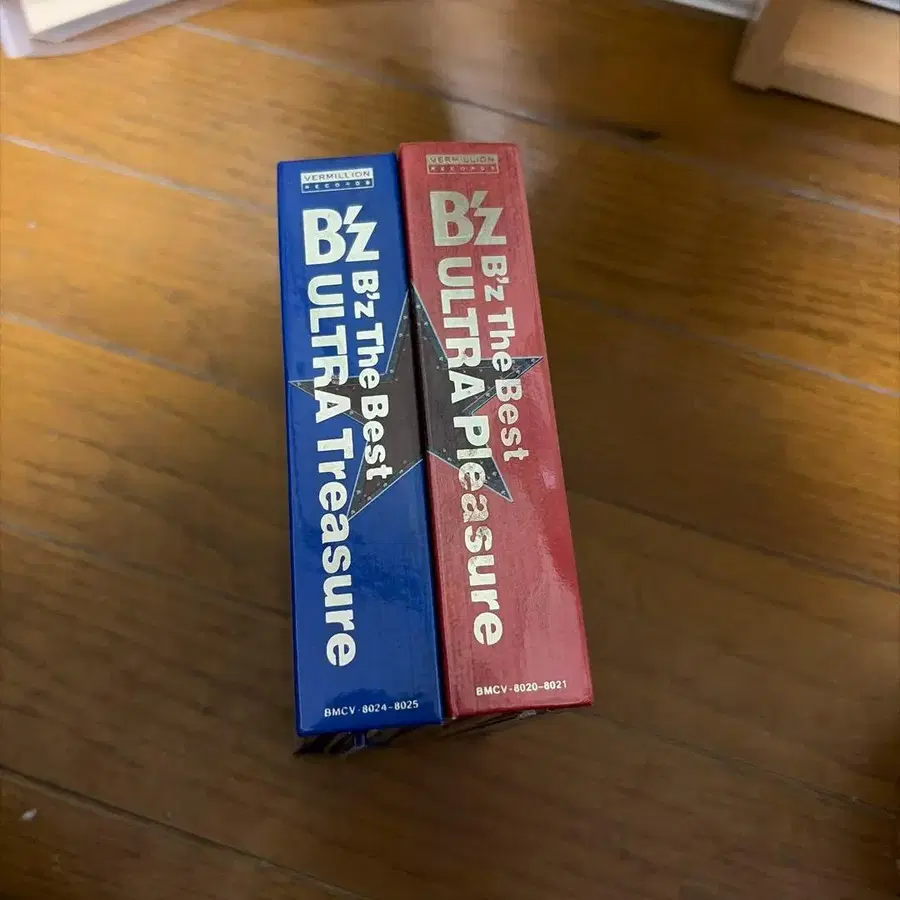 VERMILLION
RECORDS
B'z
B'z The Best
ULTRA Treasure
BMCV-8024-8025
VERMILLION
RECORDS
B'z
B'z The Best
ULTRA Pleasure
BMCV-8020-8021